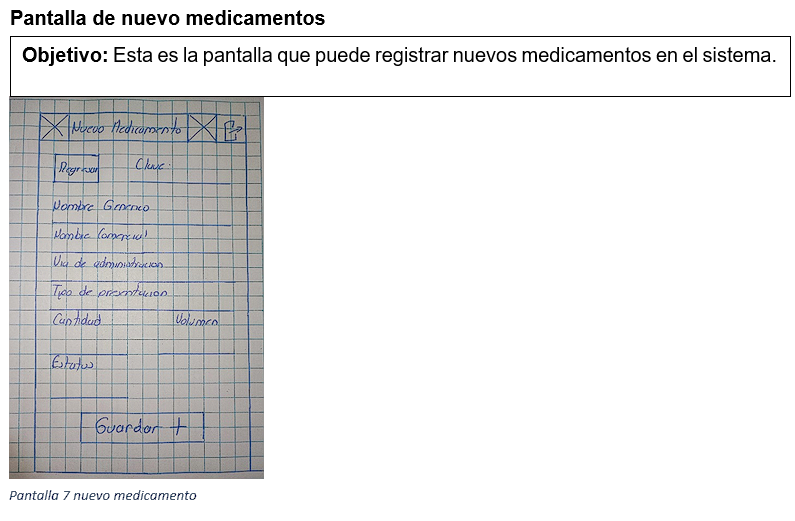 Pantalla de nuevo medicamentos
Objetivo: Esta es la pantalla que puede registrar nuevos medicamentos en el sistema.
Nuevo Medicamento
Regresar Clave:
Nombre Generico
Nombre Comercial
Via de administracion
Tipo de presentacion
Cantidad Volumen
Estatus
Guardar +
Pantalla 7 nuevo medicamento